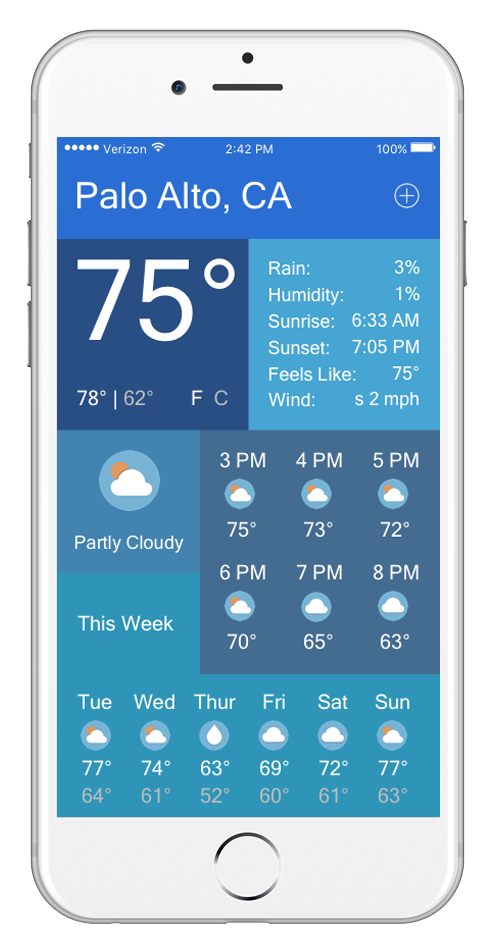 Verizon 2:42 PM 100%
Palo Alto, CA
75°
78° | 62° F C
Rain: 3%
Humidity: 1%
Sunrise: 6:33 AM
Sunset: 7:05 PM
Feels Like: 75°
Wind: s 2 mph
Partly Cloudy
3 PM 4 PM 5 PM
75° 73° 72°
6 PM 7 PM 8 PM
70° 65° 63°
This Week
Tue Wed Thur Fri Sat Sun
77° 74° 63° 69° 72° 77°
64° 61° 52° 60° 61° 63°